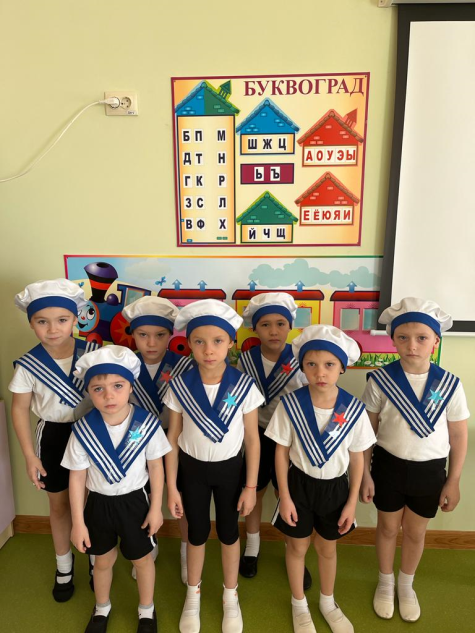 БУКВОГРАД
Б П М
Д Т Н
Г К Р
З С Л
В Ф Х
Ш Ж Ц
Ь Ъ
Й Ч Щ
А О У Э Ы
Е Ё Ю Я И